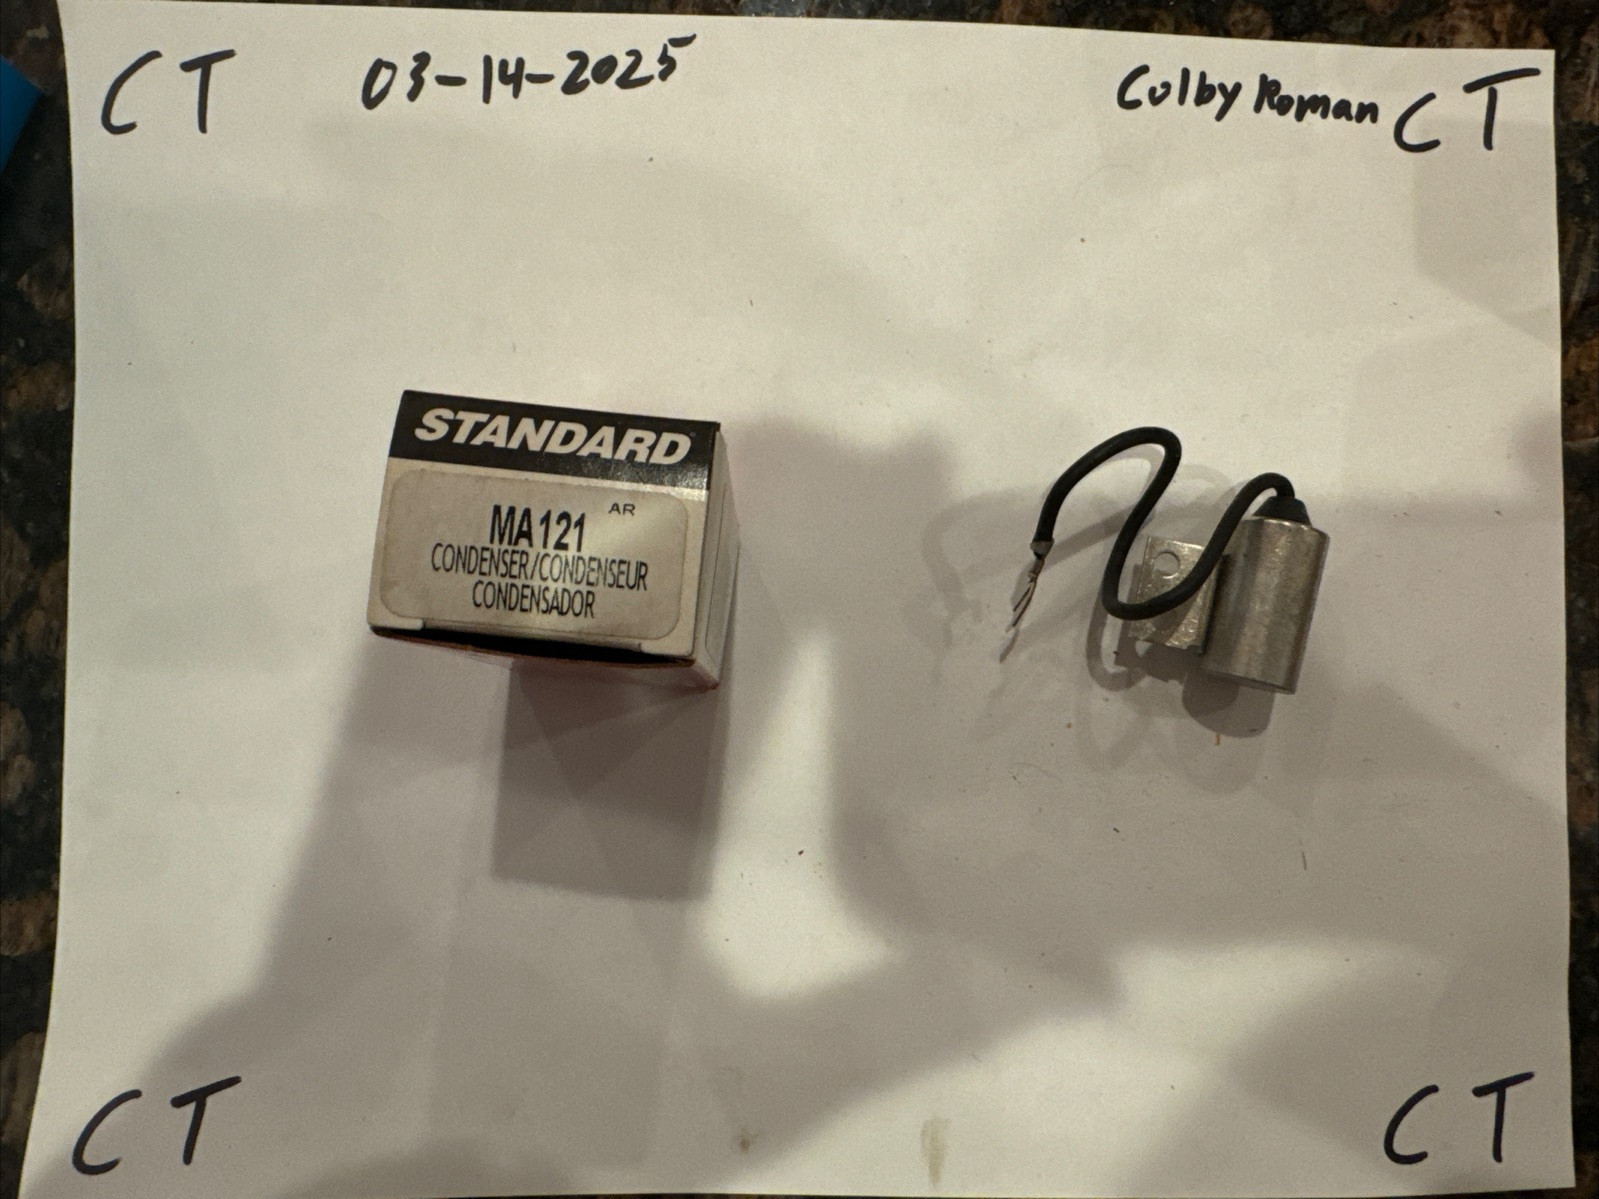 CT 03-14-2025 Colby Roman CT
STANDARD
AR
MA121
CONDENSER/CONDENSEUR
CONDENSADOR
CT CT